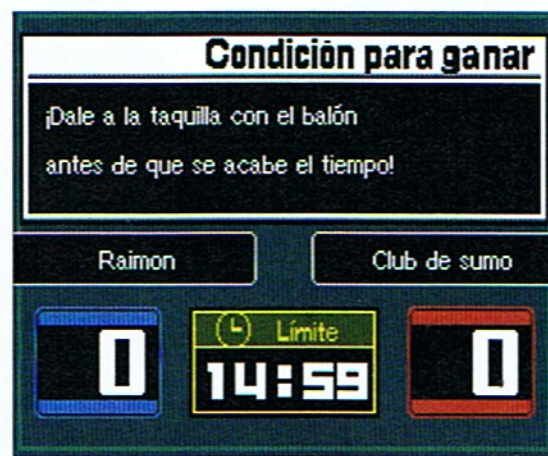 Condición para ganar
¡Dale a la taquilla con el balón
antes de que se acabe el tiempo!
Raimon
Club de sumo
0
Límite
14:59
0